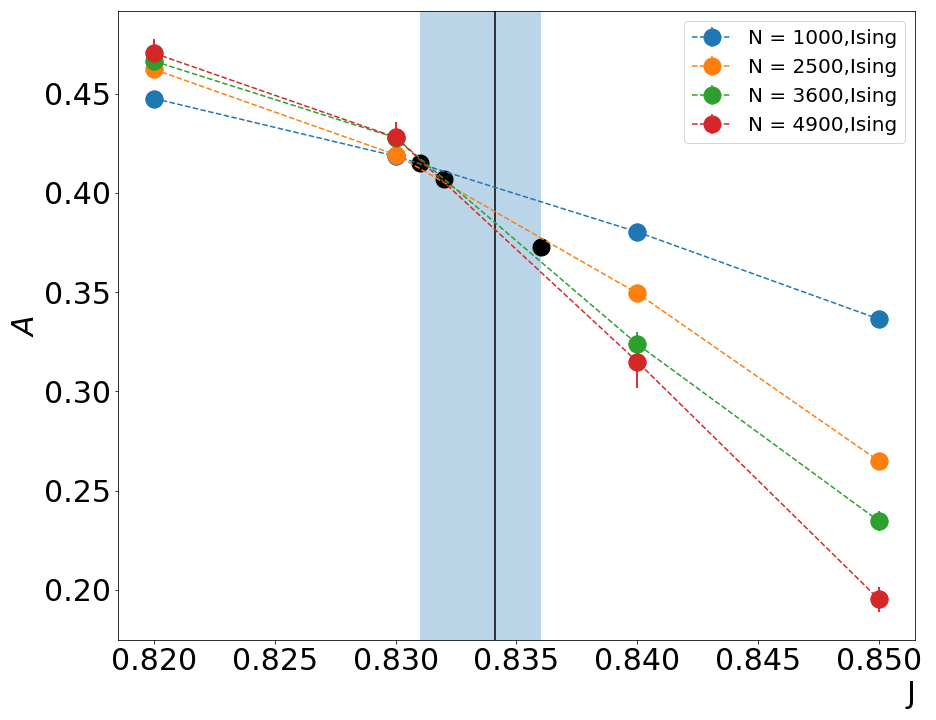 N = 1000,Ising
N = 2500,Ising
N = 3600,Ising
N = 4900,Ising
A
0.45
0.40
0.35
0.30
0.25
0.20
0.820 0.825 0.830 0.835 0.840 0.845 0.850
J